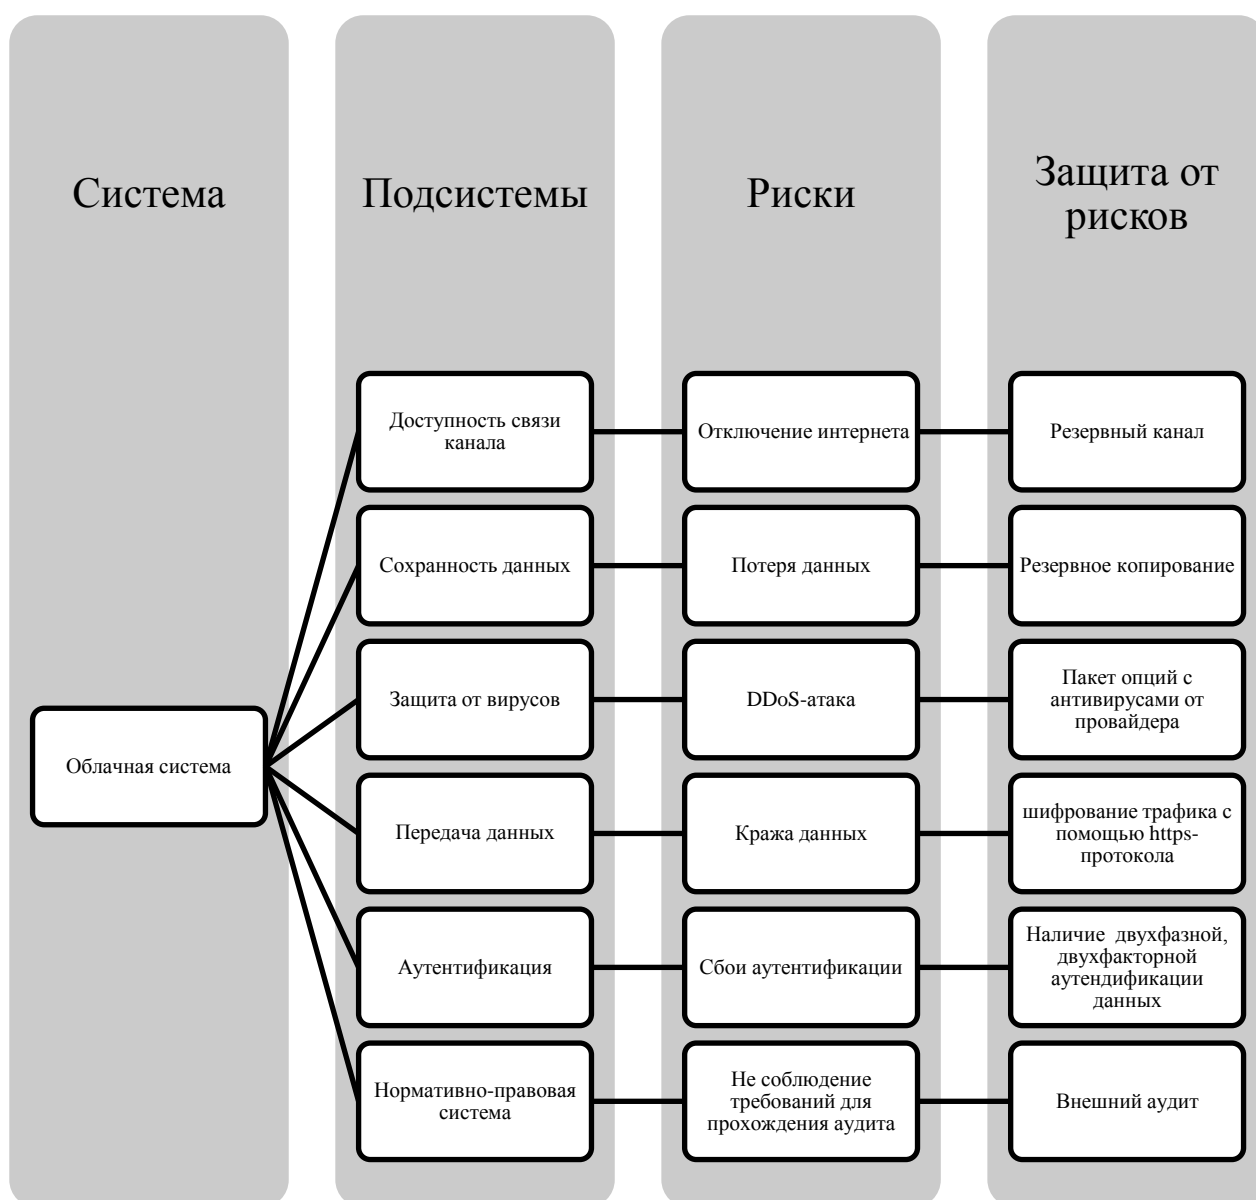 Система
Подсистемы
Риски
Защита от
рисков
Облачная система
Доступность связи
канала
Отключение интернета
Резервный канал
Сохранность данных
Потеря данных
Резервное копирование
Защита от вирусов
DDoS-атака
Пакет опций с
антивирусами от
провайдера
Передача данных
Кража данных
шифрование трафика с
помощью https-
протокола
Аутентификация
Сбои аутентификации
Наличие двухфазной,
двухфакторной
аутендификации
данных
Нормативно-правовая
система
Не соблюдение
требований для
прохождения аудита
Внешний аудит